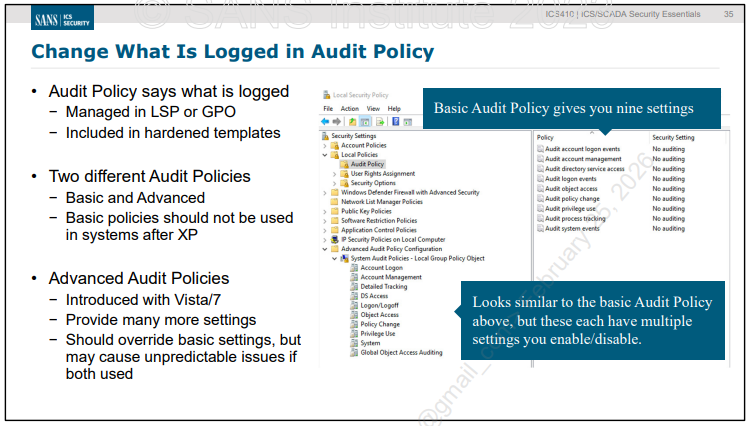 © SANS Institute 2026
ICS410 | ICS/SCADA Security Essentials 35
SANS ICS SECURITY
Change What Is Logged in Audit Policy
• Audit Policy says what is logged
− Managed in LSP or GPO
− Included in hardened templates
• Two different Audit Policies
− Basic and Advanced
− Basic policies should not be used
in systems after XP
• Advanced Audit Policies
− Introduced with Vista/7
− Provide many more settings
− Should override basic settings, but
may cause unpredictable issues if
both used
Local Security Policy
File Action View Help
Security Settings
Account Policies
Local Policies
Audit Policy
User Rights Assignment
Security Options
Windows Defender Firewall with Advanced Security
Network List Manager Policies
Public Key Policies
Software Restriction Policies
Application Control Policies
IP Security Policies on Local Computer
Advanced Audit Policy Configuration
System Audit Policies - Local Group Policy Object
Account Logon
Account Management
Detailed Tracking
DS Access
Logon/Logoff
Object Access
Policy Change
Privilege Use
System
Global Object Access Auditing
Basic Audit Policy gives you nine settings
Policy Security Setting
Audit account logon events No auditing
Audit account management No auditing
Audit directory service access No auditing
Audit logon events No auditing
Audit object access No auditing
Audit policy change No auditing
Audit privilege use No auditing
Audit process tracking No auditing
Audit system events No auditing
Looks similar to the basic Audit Policy
above, but these each have multiple
settings you enable/disable.